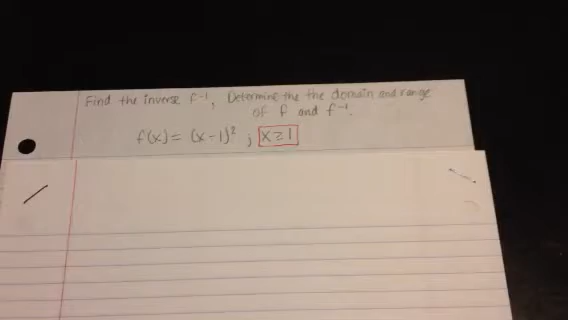 Find the inverse f⁻¹, Determine the the domain and range
of f and f⁻¹.
f(x) = (x-1)² ; x≥1